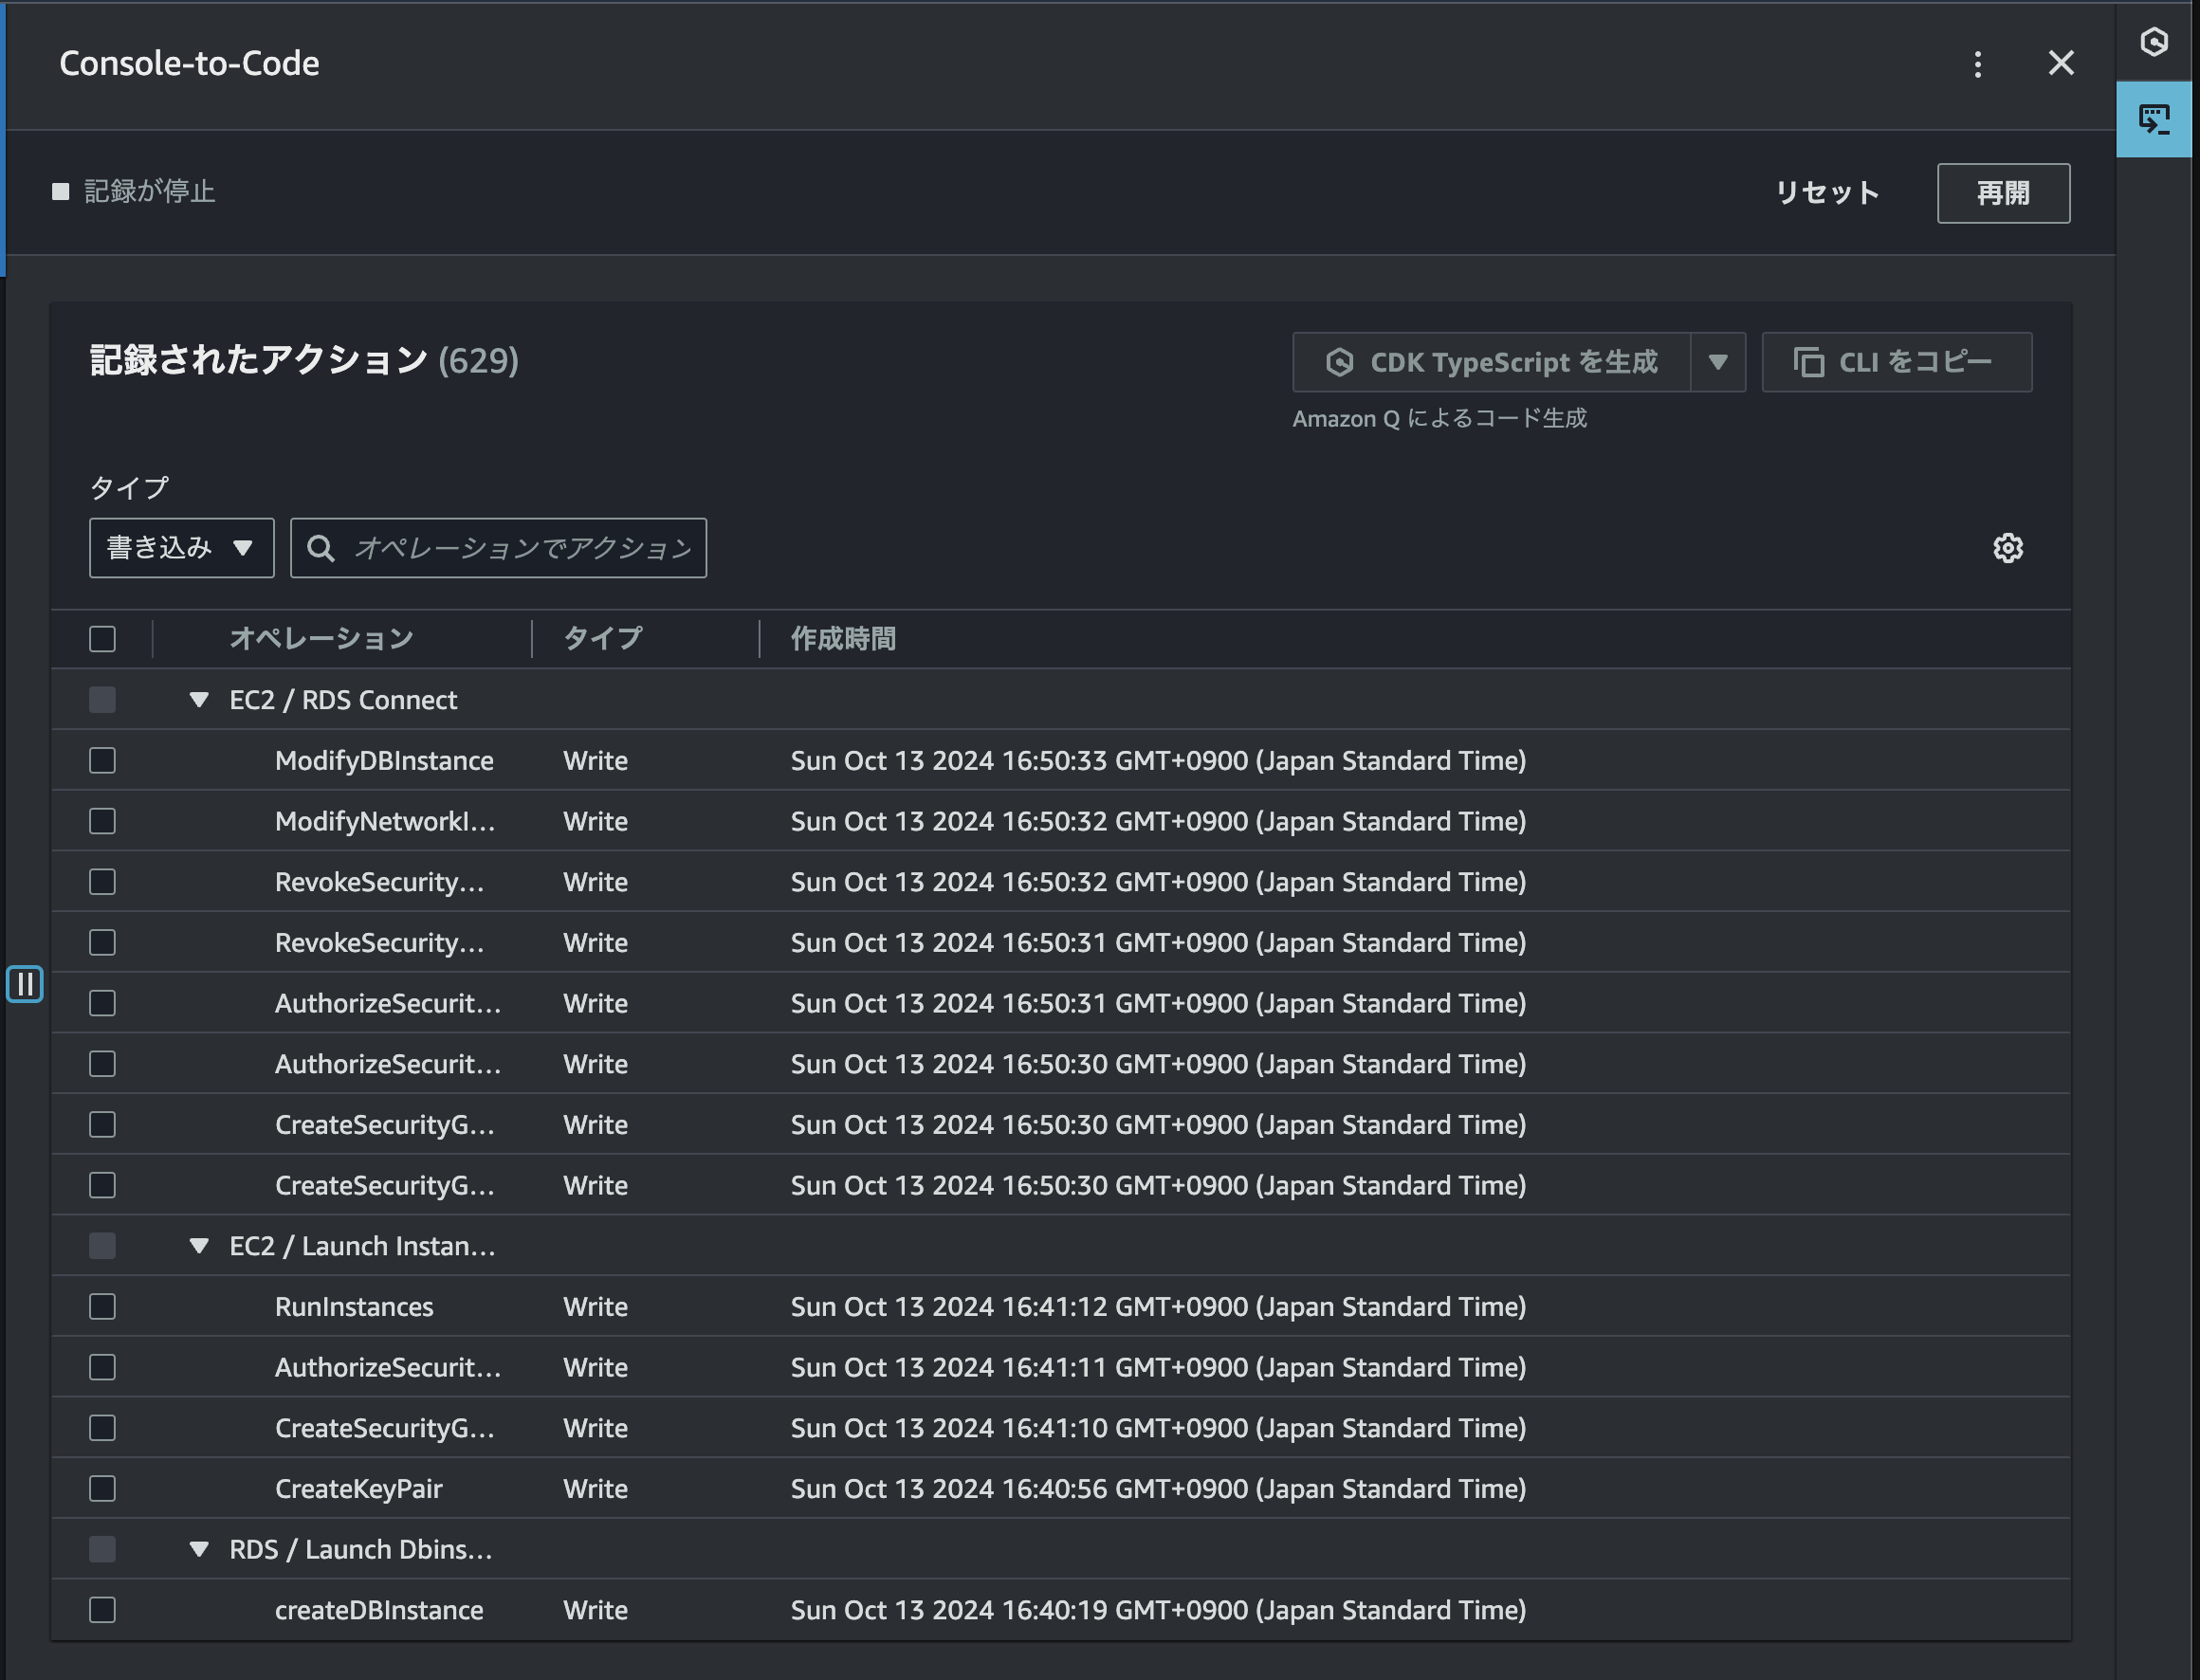 Console-to-Code
記録が停止
リセット
再開
記録されたアクション (629)
CDK TypeScript を生成
CLI をコピー
Amazon Q によるコード生成
タイプ
書き込み
オペレーションでアクション
オペレーション タイプ 作成時間
EC2 / RDS Connect
ModifyDBInstance Write Sun Oct 13 2024 16:50:33 GMT+0900 (Japan Standard Time)
ModifyNetworkI... Write Sun Oct 13 2024 16:50:32 GMT+0900 (Japan Standard Time)
RevokeSecurity... Write Sun Oct 13 2024 16:50:32 GMT+0900 (Japan Standard Time)
RevokeSecurity... Write Sun Oct 13 2024 16:50:31 GMT+0900 (Japan Standard Time)
AuthorizeSecurit... Write Sun Oct 13 2024 16:50:31 GMT+0900 (Japan Standard Time)
AuthorizeSecurit... Write Sun Oct 13 2024 16:50:30 GMT+0900 (Japan Standard Time)
CreateSecurityG... Write Sun Oct 13 2024 16:50:30 GMT+0900 (Japan Standard Time)
CreateSecurityG... Write Sun Oct 13 2024 16:50:30 GMT+0900 (Japan Standard Time)
EC2 / Launch Instan...
RunInstances Write Sun Oct 13 2024 16:41:12 GMT+0900 (Japan Standard Time)
AuthorizeSecurit... Write Sun Oct 13 2024 16:41:11 GMT+0900 (Japan Standard Time)
CreateSecurityG... Write Sun Oct 13 2024 16:41:10 GMT+0900 (Japan Standard Time)
CreateKeyPair Write Sun Oct 13 2024 16:40:56 GMT+0900 (Japan Standard Time)
RDS / Launch Dbins...
createDBInstance Write Sun Oct 13 2024 16:40:19 GMT+0900 (Japan Standard Time)